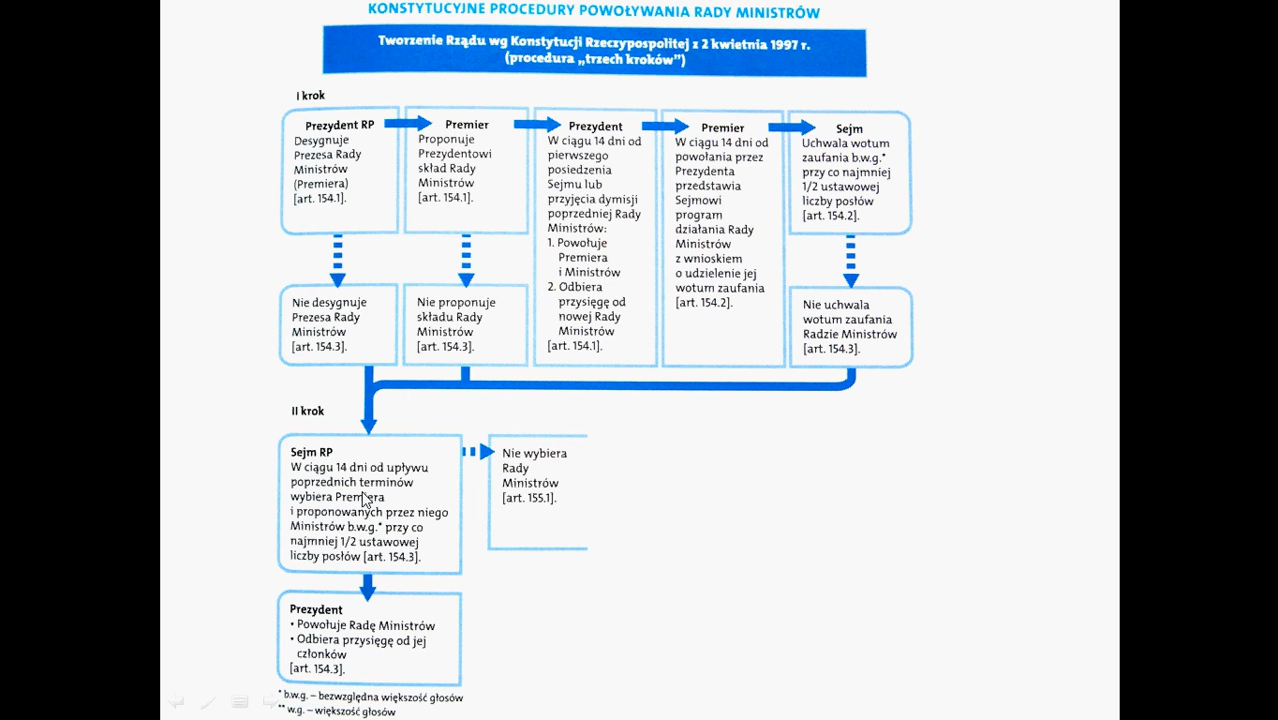 KONSTYTUCYJNE PROCEDURY POWOŁYWANIA RADY MINISTRÓW
Tworzenie Rządu wg Konstytucji Rzeczypospolitej z 2 kwietnia 1997 r.
(procedura „trzech kroków”)
I krok
Prezydent RP
Desygnuje
Prezesa Rady
Ministrów
(Premiera)
[art. 154.1].
Premier
Proponuje
Prezydentowi
skład Rady
Ministrów
[art. 154.1].
Prezydent
W ciągu 14 dni od
pierwszego
posiedzenia
Sejmu lub
przyjęcia dymisji
poprzedniej Rady
Ministrów:
1. Powołuje
Premiera
i Ministrów
2. Odbiera
przysięgę od
nowej Rady
Ministrów
[art. 154.1].
Premier
W ciągu 14 dni od
powołania przez
Prezydenta
przedstawia
Sejmowi
program
działania Rady
Ministrów
z wnioskiem
o udzielenie jej
wotum zaufania
[art. 154.2].
Sejm
Uchwala wotum
zaufania b.w.g.*
przy co najmniej
1/2 ustawowej
liczby posłów
[art. 154.2].
Nie desygnuje
Prezesa Rady
Ministrów
[art. 154.3].
Nie proponuje
składu Rady
Ministrów
[art. 154.3].
Nie uchwala
wotum zaufania
Radzie Ministrów
[art. 154.3].
II krok
Sejm RP
W ciągu 14 dni od upływu
poprzednich terminów
wybiera Premiera
i proponowanych przez niego
Ministrów b.w.g.* przy co
najmniej 1/2 ustawowej
liczby posłów [art. 154.3].
Nie wybiera
Rady
Ministrów
[art. 155.1].
Prezydent
• Powołuje Radę Ministrów
• Odbiera przysięgę od jej
członków
[art. 154.3].
* b.w.g. – bezwzględna większość głosów
** w.g. – większość głosów